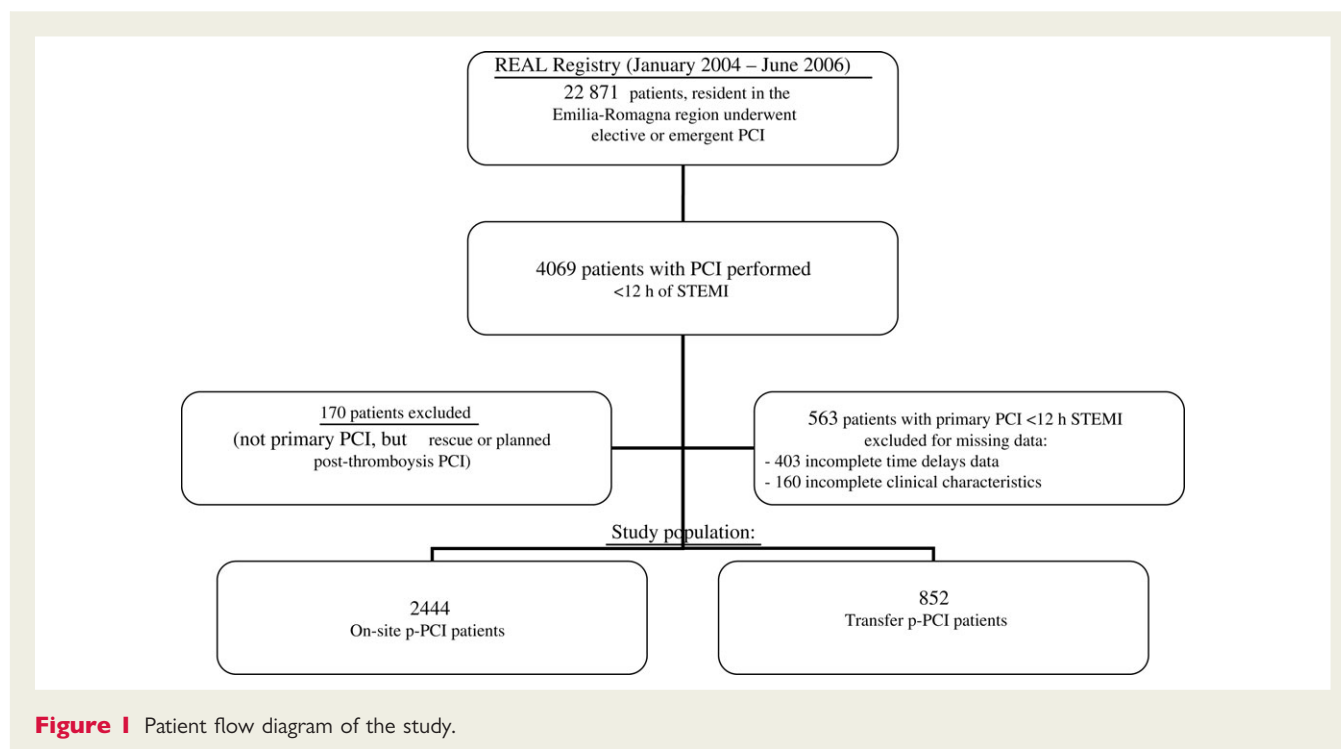 REAL Registry (January 2004 – June 2006)
22 871 patients, resident in the
Emilia-Romagna region underwent
elective or emergent PCI
4069 patients with PCI performed
<12 h of STEMI
170 patients excluded
(not primary PCI, but rescue or planned
post-thromboysis PCI)
563 patients with primary PCI <12 h STEMI
excluded for missing data:
- 403 incomplete time delays data
- 160 incomplete clinical characteristics
Study population:
2444
On-site p-PCI patients
852
Transfer p-PCI patients
Figure 1 Patient flow diagram of the study.